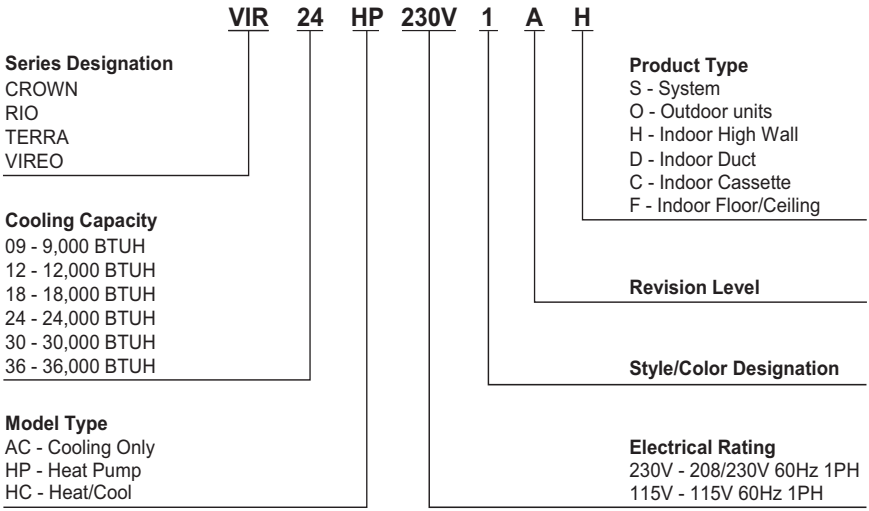 VIR 24 HP 230V 1 A H
Series Designation
CROWN
RIO
TERRA
VIREO
Cooling Capacity
09 - 9,000 BTUH
12 - 12,000 BTUH
18 - 18,000 BTUH
24 - 24,000 BTUH
30 - 30,000 BTUH
36 - 36,000 BTUH
Model Type
AC - Cooling Only
HP - Heat Pump
HC - Heat/Cool
Product Type
S - System
O - Outdoor units
H - Indoor High Wall
D - Indoor Duct
C - Indoor Cassette
F - Indoor Floor/Ceiling
Revision Level
Style/Color Designation
Electrical Rating
230V - 208/230V 60Hz 1PH
115V - 115V 60Hz 1PH